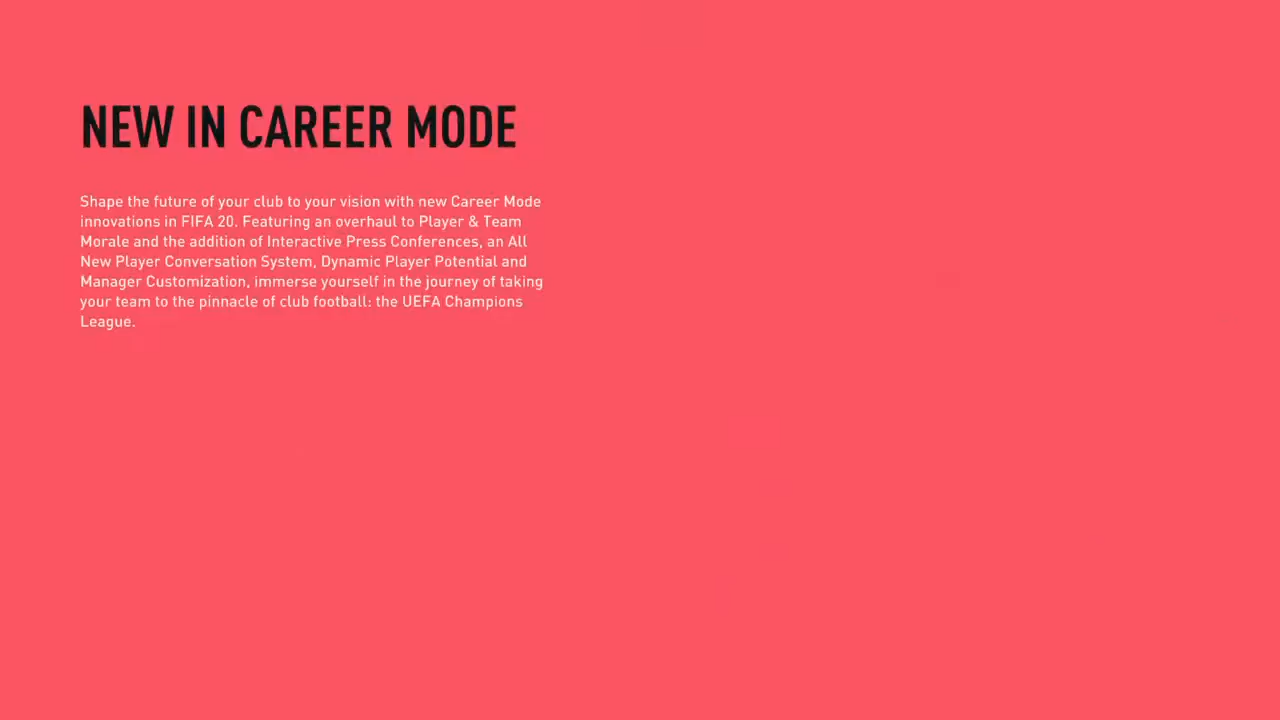 NEW IN CAREER MODE
Shape the future of your club to your vision with new Career Mode
innovations in FIFA 20. Featuring an overhaul to Player & Team
Morale and the addition of Interactive Press Conferences, an All
New Player Conversation System, Dynamic Player Potential and
Manager Customization, immerse yourself in the journey of taking
your team to the pinnacle of club football: the UEFA Champions
League.